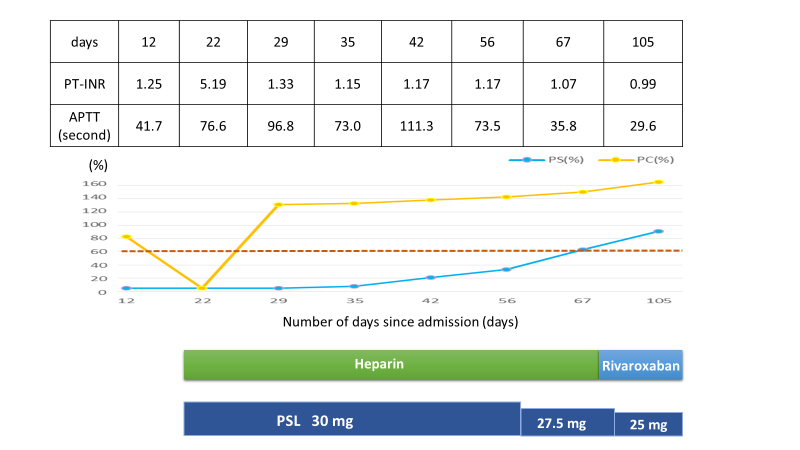 days 12 22 29 35 42 56 67 105
PT-INR 1.25 5.19 1.33 1.15 1.17 1.17 1.07 0.99
APTT
(second) 41.7 76.6 96.8 73.0 111.3 73.5 35.8 29.6
(%)
PS(%) PC(%)
160
140
120
100
80
60
40
20
0
12 22 29 35 42 56 67 105
Number of days since admission (days)
Heparin Rivaroxaban
PSL 30 mg 27.5 mg 25 mg